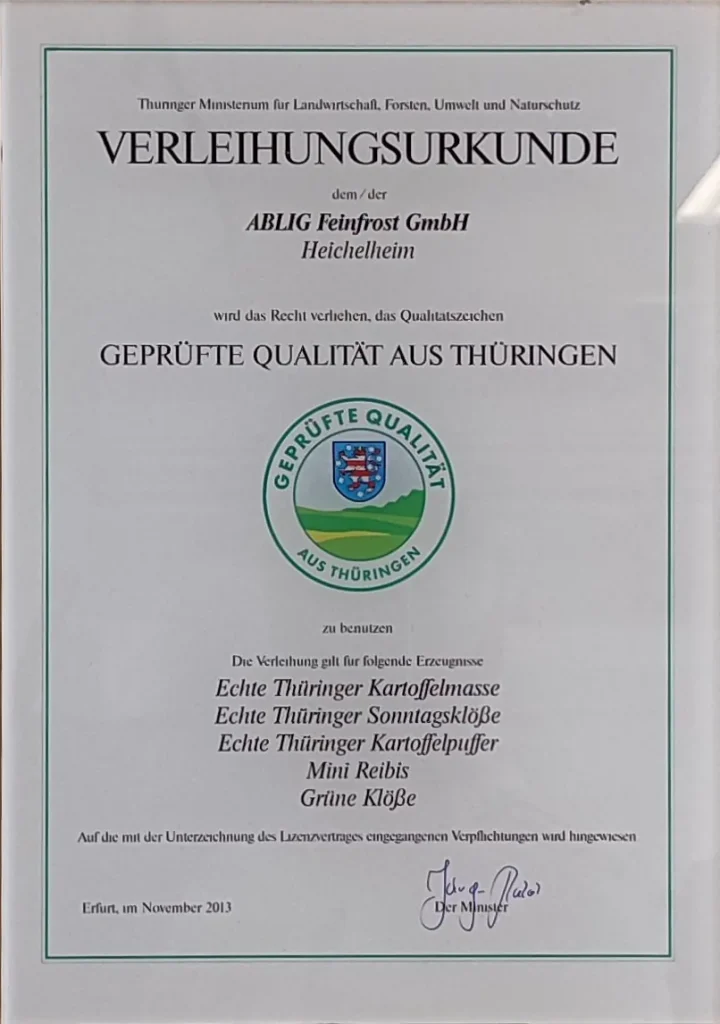 Thüringer Ministerium für Landwirtschaft, Forsten, Umwelt und Naturschutz
VERLEIHUNGSURKUNDE
dem/der
ABLIG Feinfrost GmbH
Heichelheim
wird das Recht verliehen, das Qualitätszeichen
GEPRÜFTE QUALITÄT AUS THÜRINGEN
GEPRÜFTE QUALITÄT
AUS THÜRINGEN
zu benutzen
Die Verleihung gilt für folgende Erzeugnisse
Echte Thüringer Kartoffelmasse
Echte Thüringer Sonntagsklöße
Echte Thüringer Kartoffelpuffer
Mini Reibis
Grüne Klöße
Auf die mit der Unterzeichnung des Lizenzvertrages eingegangenen Verpflichtungen wird hingewiesen
Erfurt, im November 2013
Der Minister